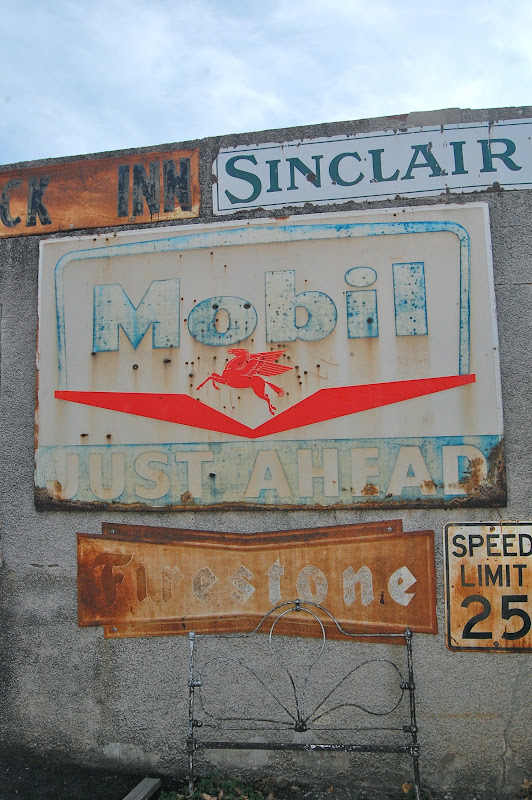 CK INN
SINCLAIR
Mobil
JUST AHEAD
Firestone
SPEED
LIMIT
25